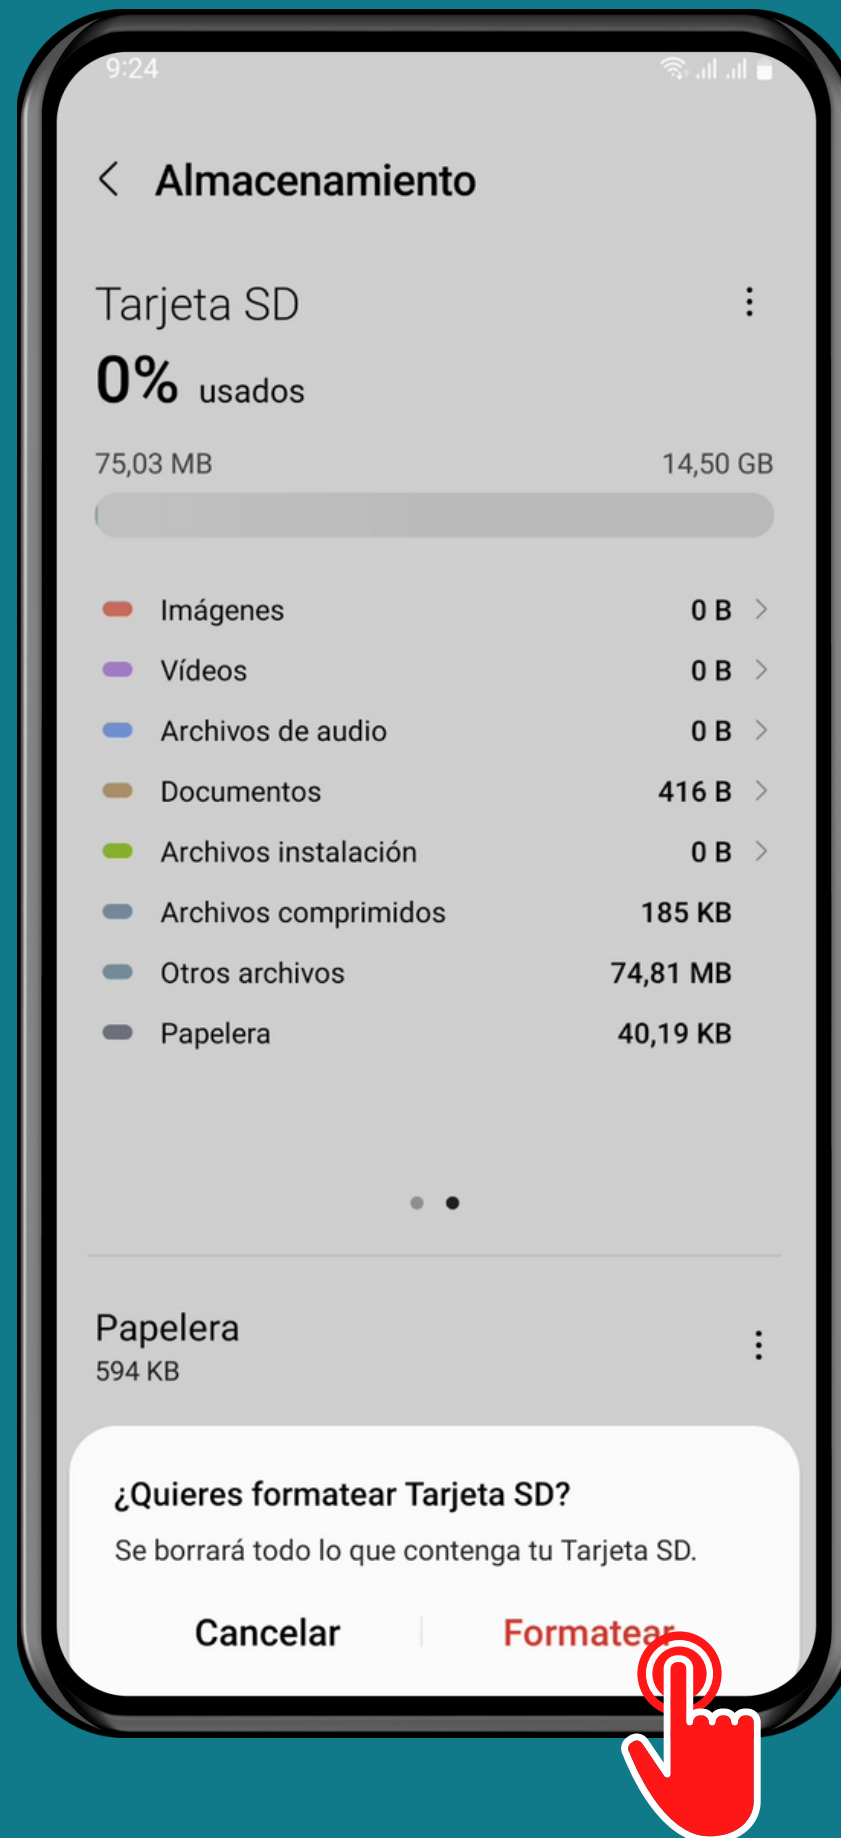 9:24
Almacenamiento
Tarjeta SD
0% usados
75,03 MB 14,50 GB
Imágenes 0 B
Vídeos 0 B
Archivos de audio 0 B
Documentos 416 B
Archivos instalación 0 B
Archivos comprimidos 185 KB
Otros archivos 74,81 MB
Papelera 40,19 KB
Papelera
594 KB
¿Quieres formatear Tarjeta SD?
Se borrará todo lo que contenga tu Tarjeta SD.
Cancelar Formatear